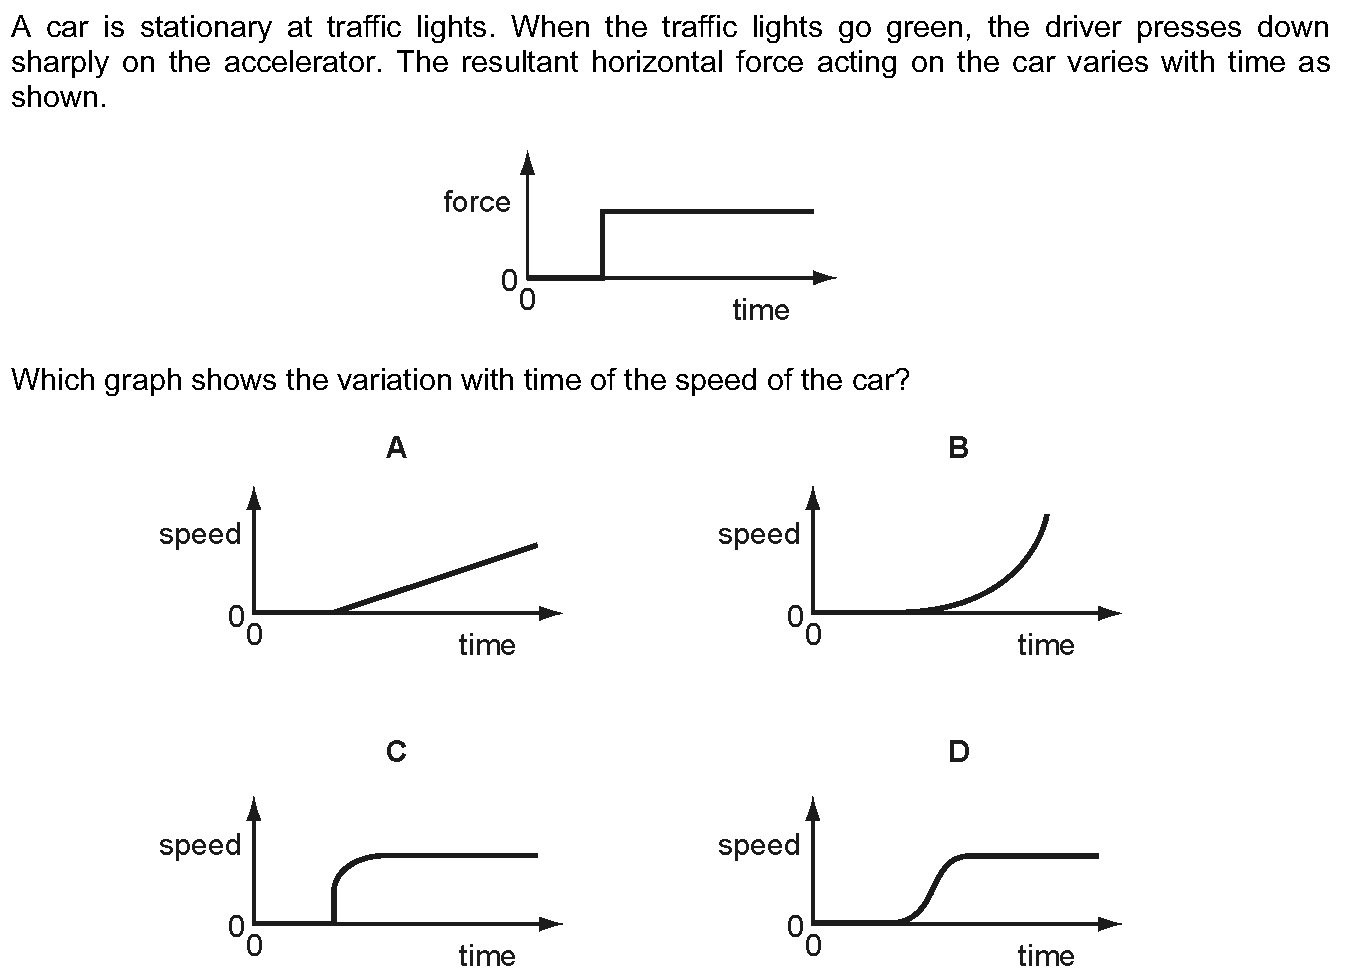 A car is stationary at traffic lights. When the traffic lights go green, the driver presses down
sharply on the accelerator. The resultant horizontal force acting on the car varies with time as
shown.
force
0
0
time
Which graph shows the variation with time of the speed of the car?
A
speed
0
0
time
B
speed
0
0
time
C
speed
0
0
time
D
speed
0
0
time